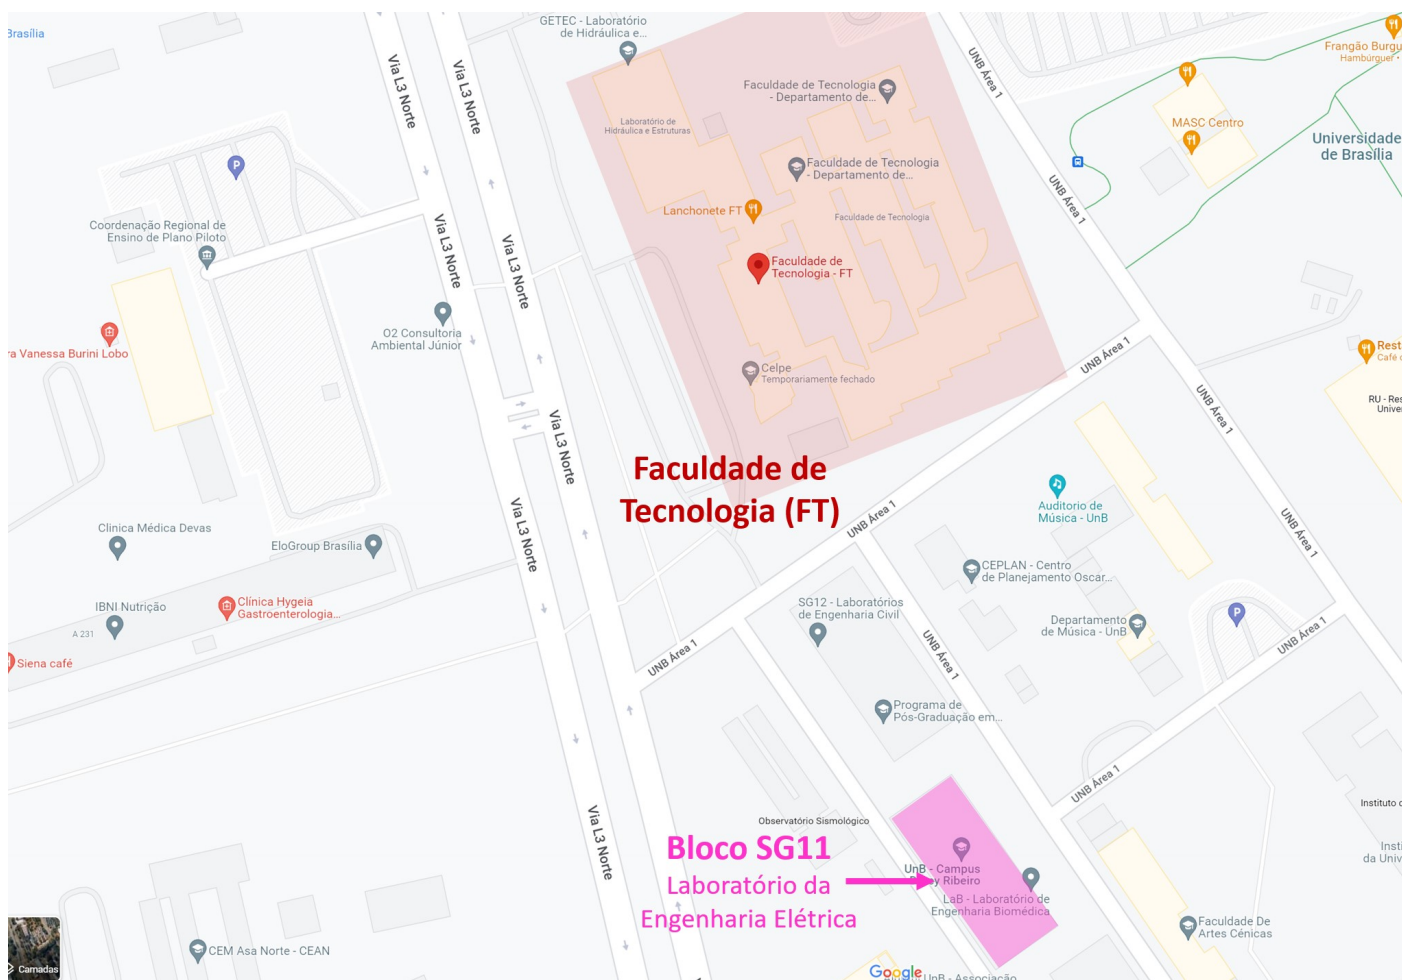 Brasília
GETEC - Laboratório
de Hidráulica e...
Via L3 Norte
Via L3 Norte
UNB Área 1
Frangão Burgu
Hambúrguer •
Faculdade de Tecnologia
- Departamento de...
Laboratório de
Hidráulica e Estruturas
MASC Centro
Universidade
de Brasília
P
Faculdade de Tecnologia
- Departamento de...
UNB Área 1
Lanchonete FT
Faculdade de Tecnologia
Coordenação Regional de
Ensino de Plano Piloto
Via L3 Norte
Via L3 Norte
Faculdade de
Tecnologia - FT
O2 Consultoria
Ambiental Júnior
ra Vanessa Burini Lobo
UNB Área 1
Rest
Café
Celpe
Temporariamente fechado
UNB Área 1
RU - Res
Univer
Via L3 Norte
Faculdade de
Tecnologia (FT)
Auditorio de
Música - UnB
UNB Área 1
UNB Área 1
Via L3 Norte
Clinica Médica Devas
EloGroup Brasília
CEPLAN - Centro
de Planejamento Oscar...
IBNI Nutrição
A 231
Clínica Hygeia
Gastroenterologia...
SG12 - Laboratórios
de Engenharia Civil
Departamento
de Música - UnB
P
UNB Área 1
UNB Área 1
UNB Área 1
Siena café
Programa de
Pós-Graduação em...
UNB Área 1
Instituto
Via L3 Norte
Observatório Sismológico
Insti
da Univ
Bloco SG11
Laboratório da
Engenharia Elétrica
UnB - Campus
y Ribeiro
LaB - Laboratório de
Engenharia Biomédica
Faculdade De
Artes Cénicas
CEM Asa Norte - CEAN
Camadas
Google
UnB - Associação